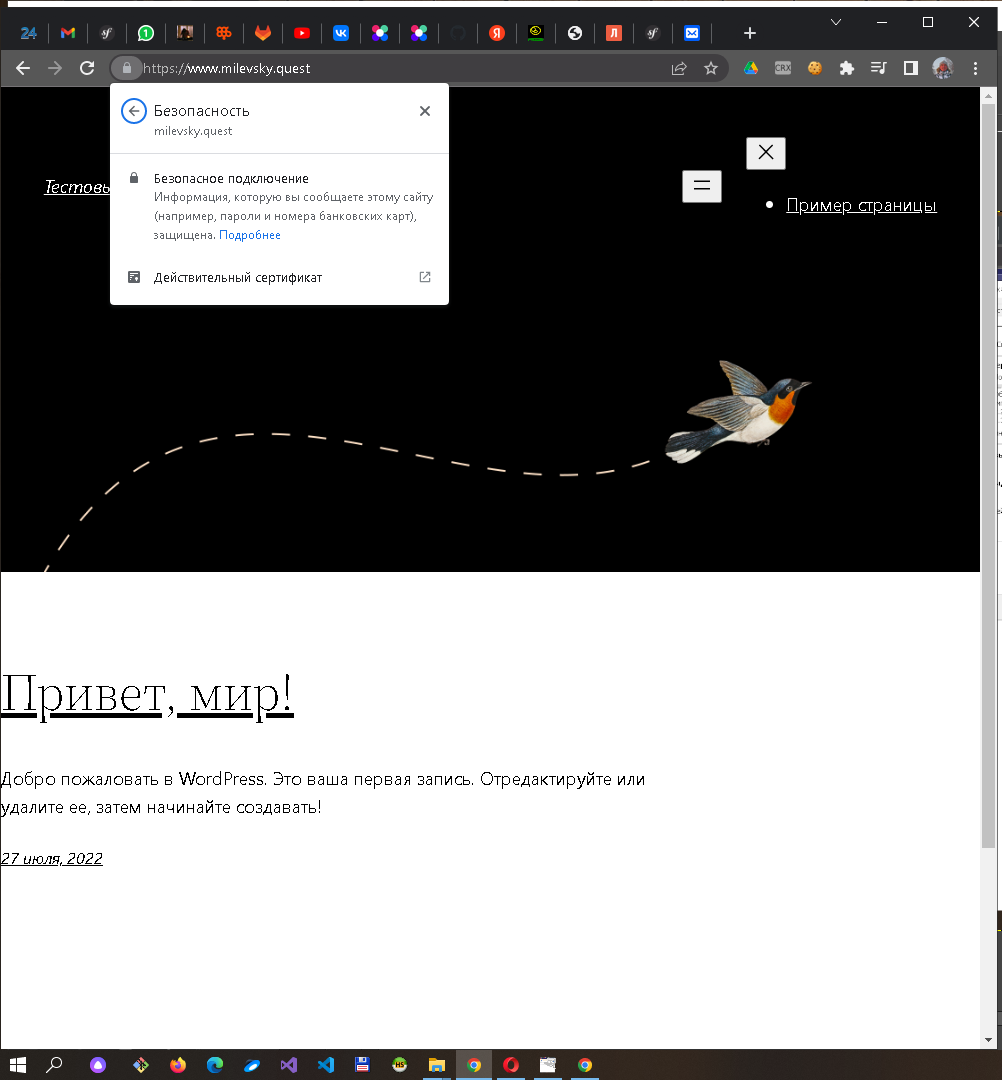 24
https://www.milevsky.quest
CRX
Безопасность
milevsky.quest
Безопасное подключение
Информация, которую вы сообщаете этому сайту
(например, пароли и номера банковских карт),
защищена. Подробнее
Действительный сертификат
Тестовы
Пример страницы
Привет, мир!
Добро пожаловать в WordPress. Это ваша первая запись. Отредактируйте или
удалите ее, затем начинайте создавать!
27 июля, 2022